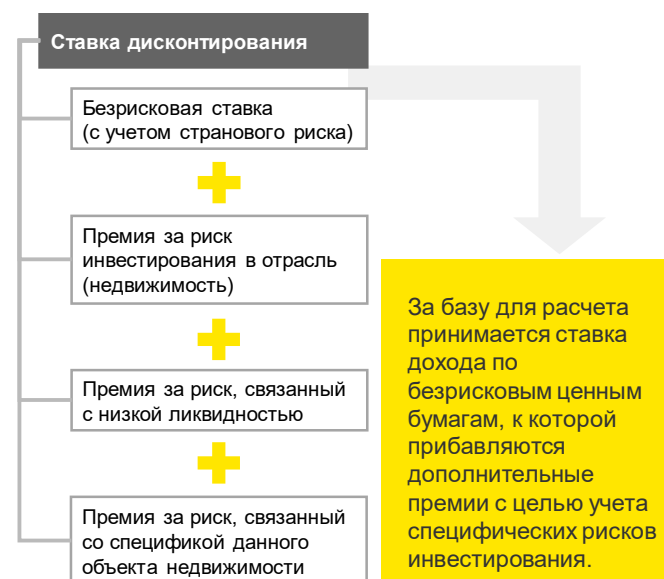 Ставка дисконтирования
Безрисковая ставка
(с учетом странового риска)
Премия за риск
инвестирования в отрасль
(недвижимость)
Премия за риск, связанный
с низкой ликвидностью
Премия за риск, связанный
со спецификой данного
объекта недвижимости
За базу для расчета
принимается ставка
дохода по
безрисковым ценным
бумагам, к которой
прибавляются
дополнительные
премии с целью учета
специфических рисков
инвестирования.